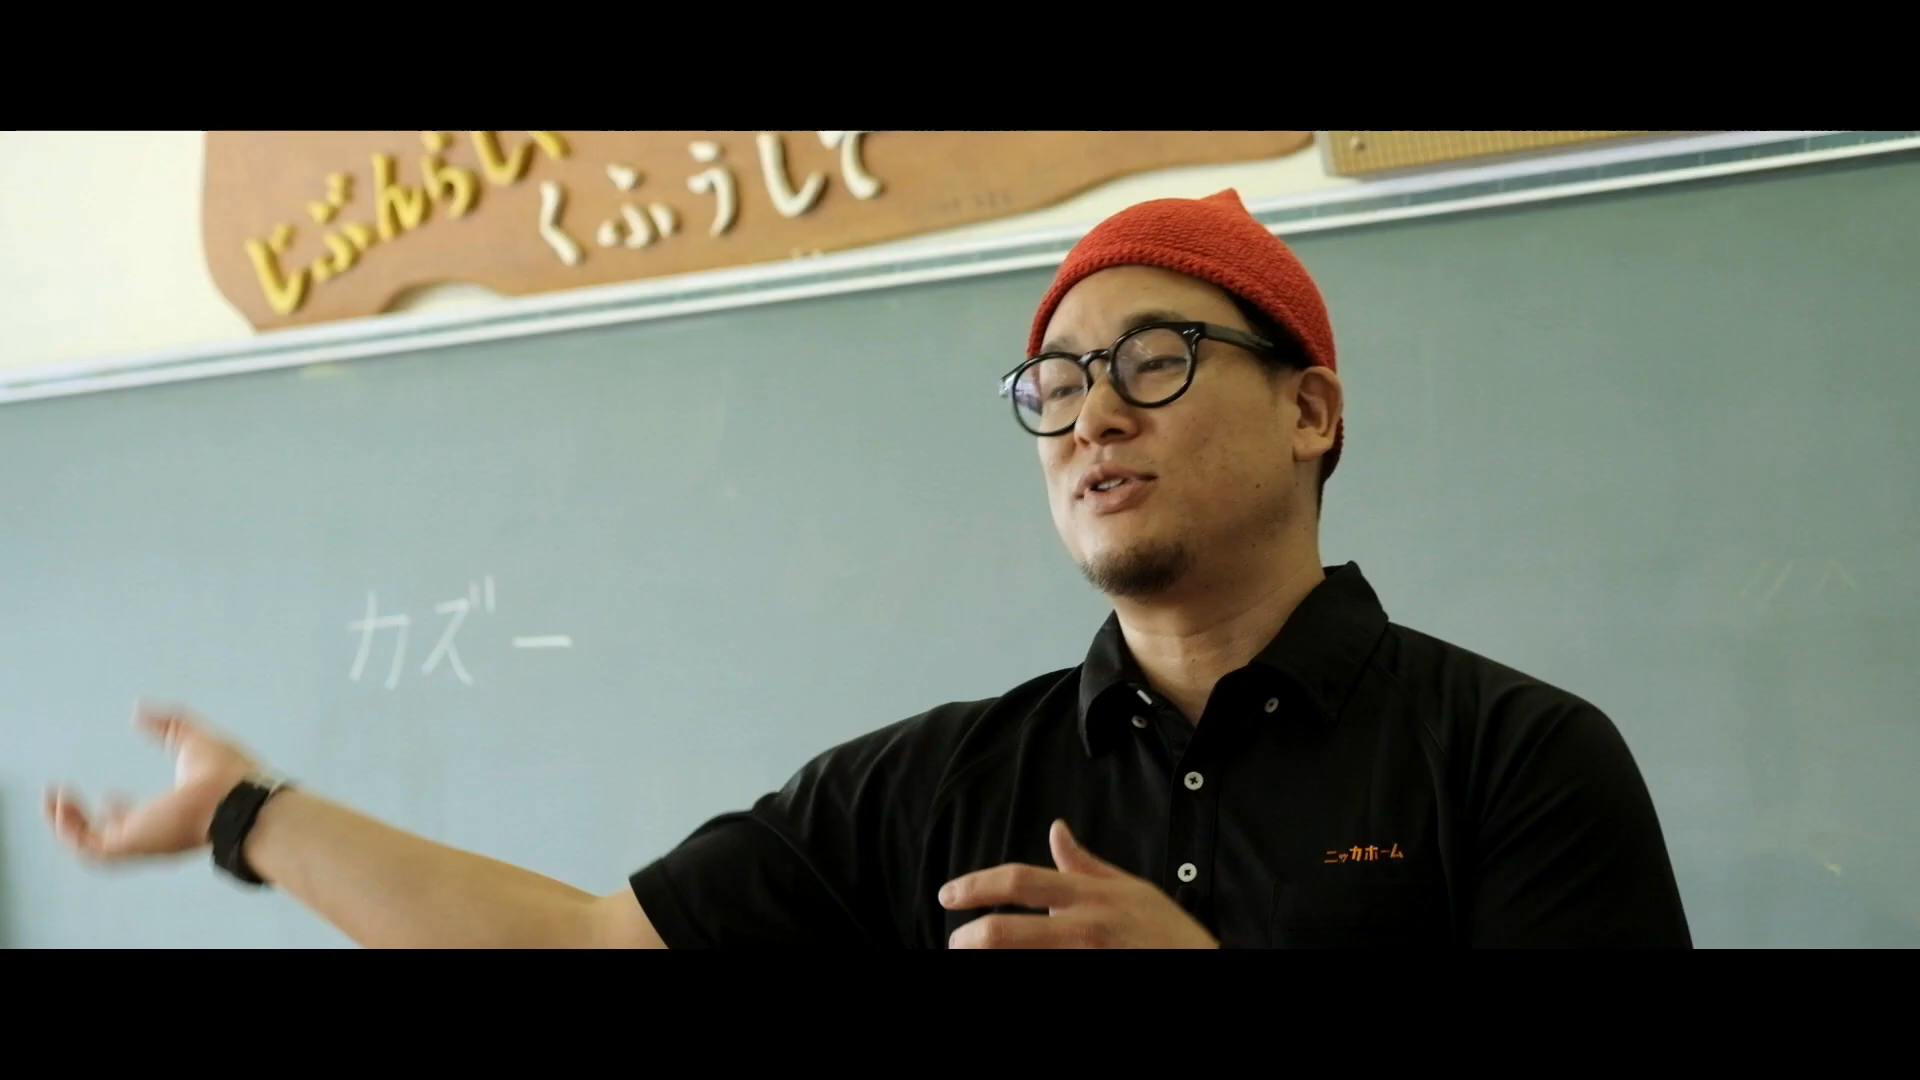 じぶんらしく
くふうして
カズー
ニッカホーム